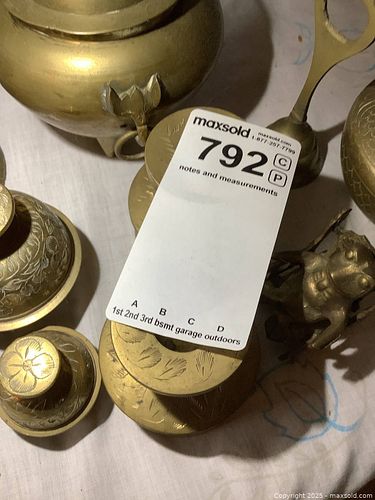 maxsold maxsold.com
1-877-257-7799
792 C
P
notes and measurements
A B C D
1st 2nd 3rd bsmt garage outdoors
Copyright © 2025 - maxsold.com